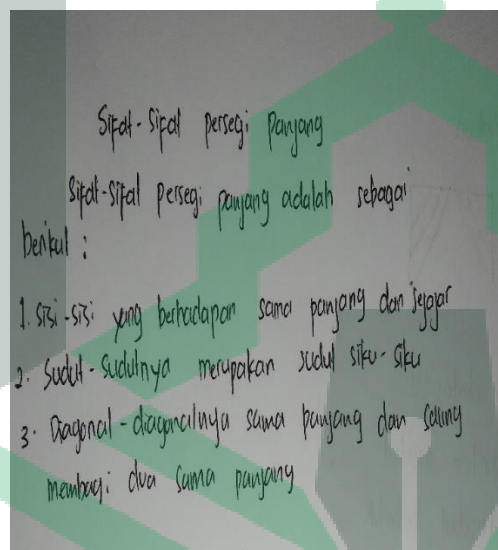 Sifat-Sifat persegi Panjang
Sifat-Sifat persegi panjang adalah sebagai
berikut :
1. sisi-sisi yang berhadapan sama panjang dan sejajar
2. Sudut-Sudutnya merupakan sudut siku-siku
3. Diagonal-diagonalnya sama panjang dan saling
membagi dua sama panjang